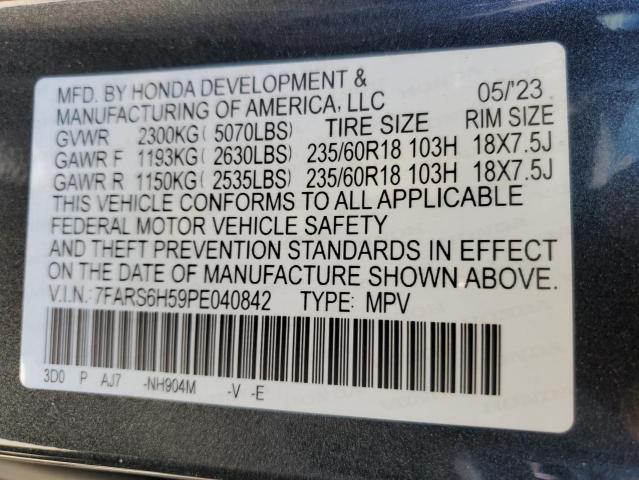 MFD. BY HONDA DEVELOPMENT &
MANUFACTURING OF AMERICA, LLC 05/'23
GVWR 2300KG( 5070LBS) TIRE SIZE RIM SIZE
GAWR F 1193KG( 2630LBS) 235/60R18 103H 18X7.5J
GAWR R 1150KG( 2535LBS) 235/60R18 103H 18X7.5J
THIS VEHICLE CONFORMS TO ALL APPLICABLE
FEDERAL MOTOR VEHICLE SAFETY
AND THEFT PREVENTION STANDARDS IN EFFECT
ON THE DATE OF MANUFACTURE SHOWN ABOVE.
V.I.N.: 7FARS6H59PE040842 TYPE: MPV
3D0 P AJ7 -NH904M -V -E